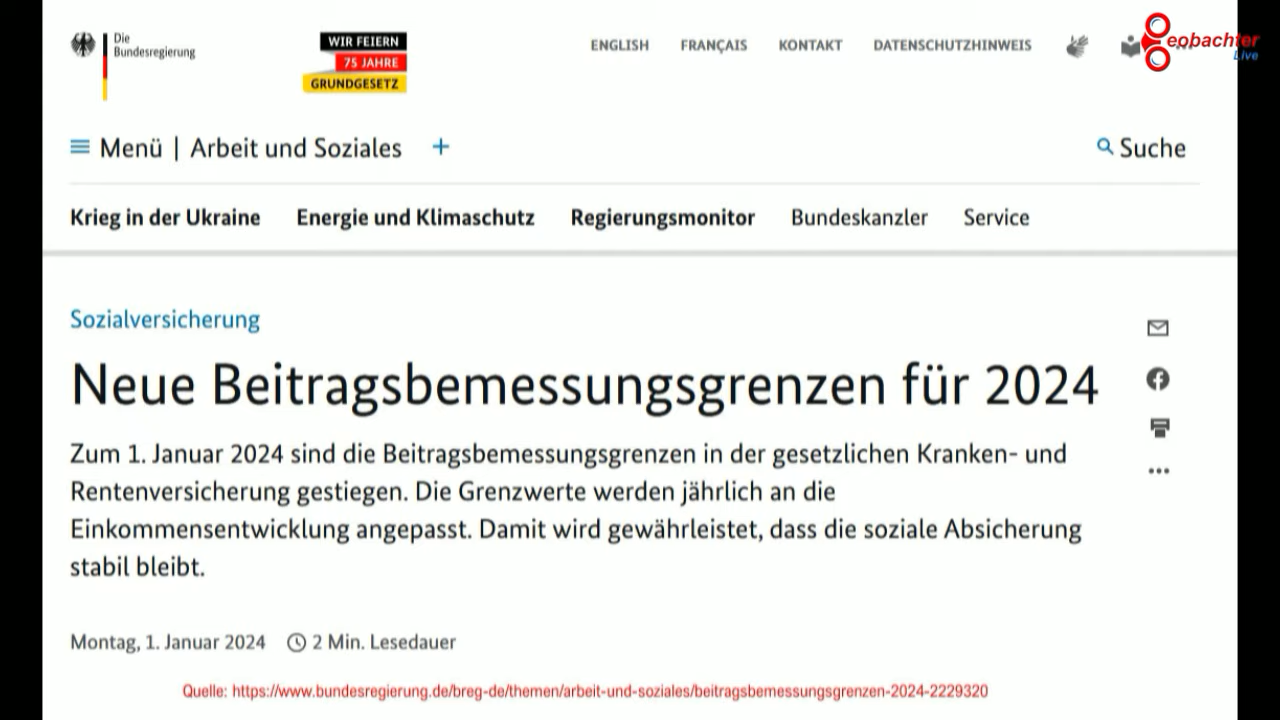 Die
Bundesregierung
WIR FEIERN
75 JAHRE
GRUNDGESETZ
ENGLISH FRANÇAIS KONTAKT DATENSCHUTZHINWEIS
eobachter
Live
Menü | Arbeit und Soziales +
Suche
Krieg in der Ukraine Energie und Klimaschutz Regierungsmonitor Bundeskanzler Service
Sozialversicherung
Neue Beitragsbemessungsgrenzen für 2024
Zum 1. Januar 2024 sind die Beitragsbemessungsgrenzen in der gesetzlichen Kranken- und
Rentenversicherung gestiegen. Die Grenzwerte werden jährlich an die
Einkommensentwicklung angepasst. Damit wird gewährleistet, dass die soziale Absicherung
stabil bleibt.
Montag, 1. Januar 2024 2 Min. Lesedauer
Quelle: https://www.bundesregierung.de/breg-de/themen/arbeit-und-soziales/beitragsbemessungsgrenzen-2024-2229320